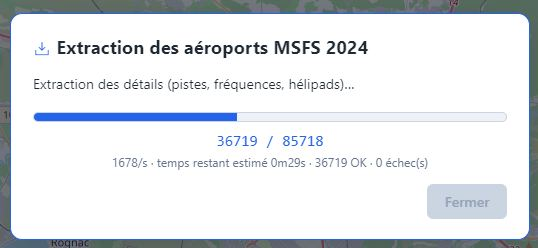 Extraction des aéroports MSFS 2024
Extraction des détails (pistes, fréquences, hélipads)...
36719 / 85718
1678/s · temps restant estimé 0m29s · 36719 OK · 0 échec(s)
Fermer
Rognac